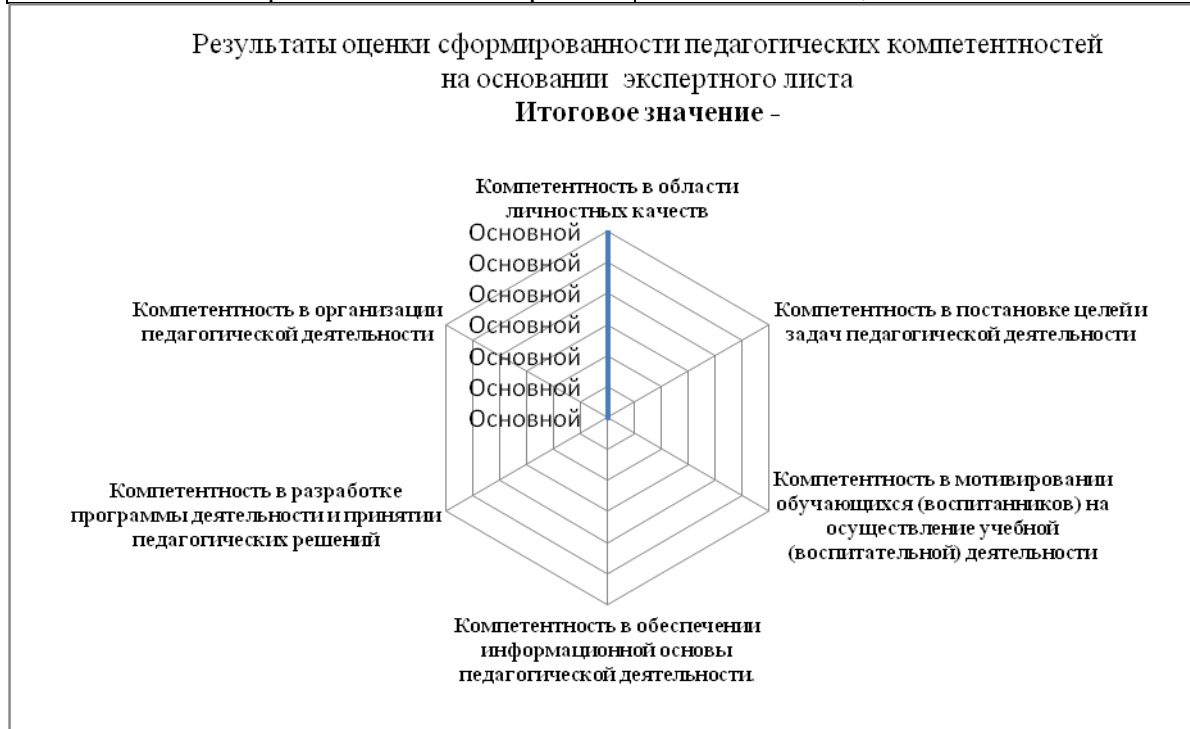 Результаты оценки сформированности педагогических компетентностей
на основании экспертного листа
Итоговое значение -
Компетентность в области
личностных качеств
Основной
Основной
Основной
Основной
Основной
Основной
Основной
Компетентность в постановке целей и
задач педагогической деятельности
Компетентность в мотивировании
обучающихся (воспитанников) на
осуществление учебной
(воспитательной) деятельности
Компетентность в обеспечении
информационной основы
педагогической деятельности.
Компетентность в разработке
программы деятельности и принятии
педагогических решений
Компетентность в организации
педагогической деятельности